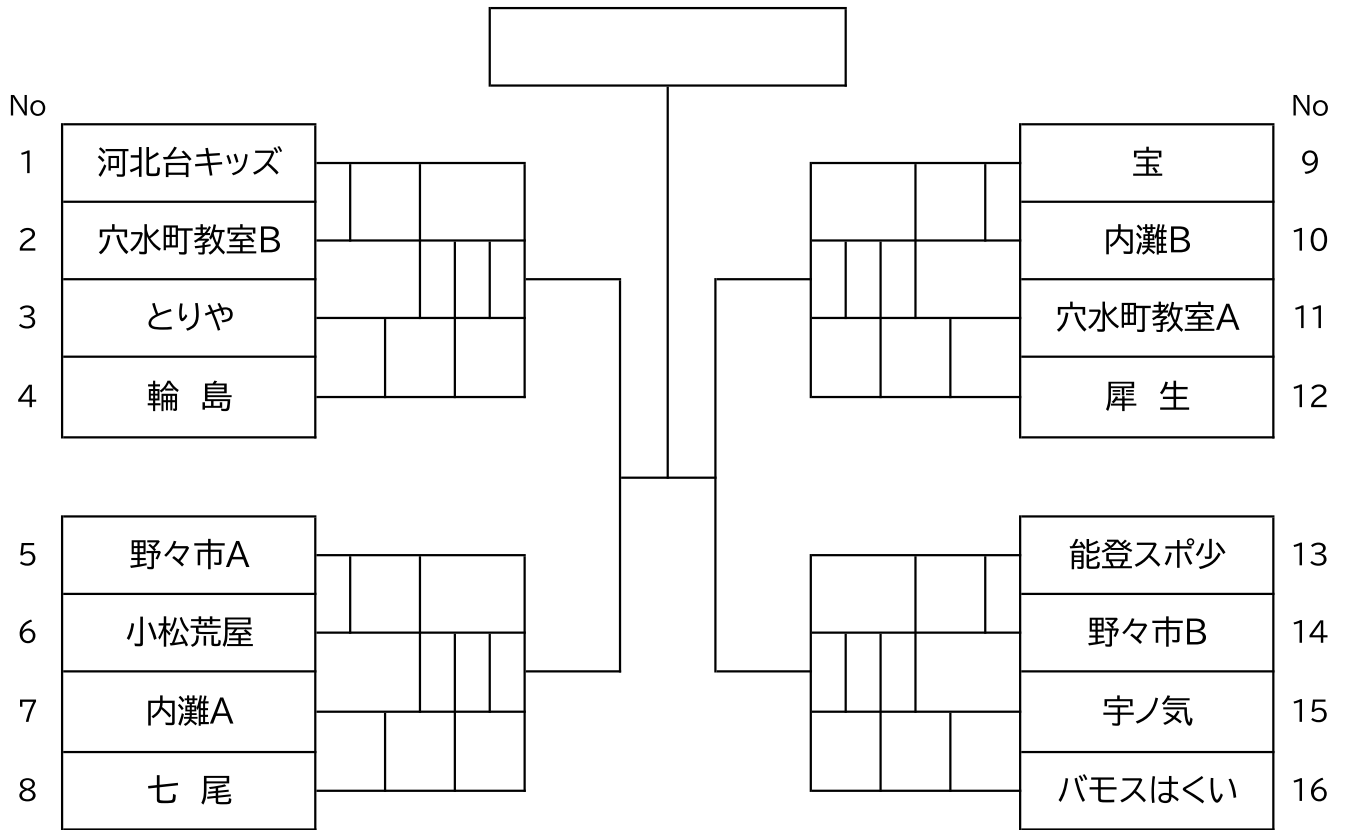 No
1 河北台キッズ
2 穴水町教室B
3 とりや
4 輪 島
5 野々市A
6 小松荒屋
7 内灘A
8 七 尾
No
宝 9
内灘B 10
穴水町教室A 11
犀 生 12
能登スポ少 13
野々市B 14
宇ノ気 15
バモスはくい 16